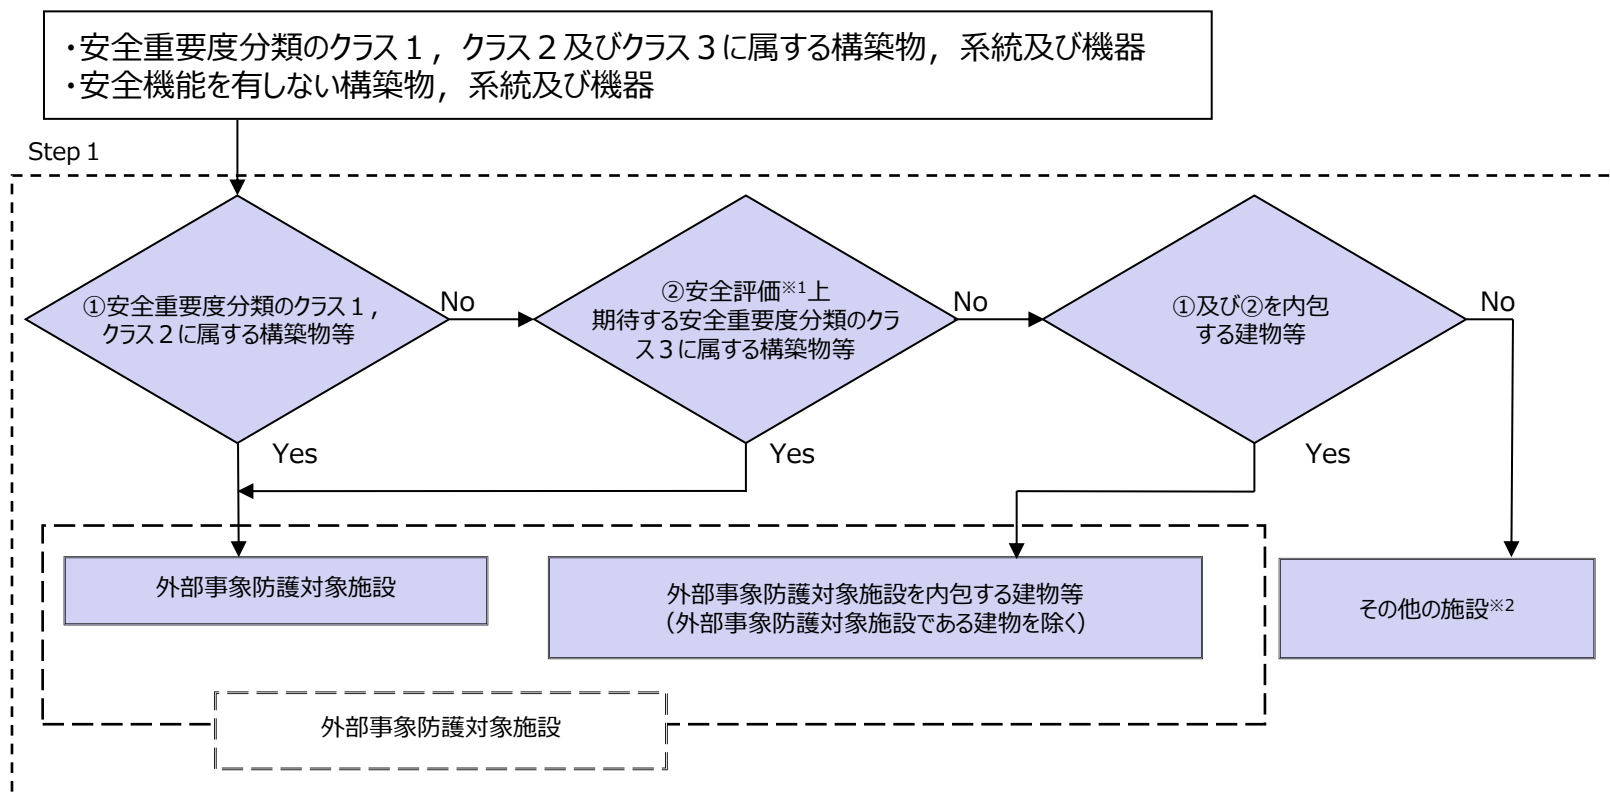 ・安全重要度分類のクラス１，クラス２及びクラス３に属する構築物，系統及び機器
・安全機能を有しない構築物，系統及び機器
Step 1
①安全重要度分類のクラス１，
クラス２に属する構築物等
No
②安全評価※1上
期待する安全重要度分類のクラ
ス３に属する構築物等
No
①及び②を内包
する建物等
No
Yes
Yes
Yes
外部事象防護対象施設
外部事象防護対象施設を内包する建物等
（外部事象防護対象施設である建物を除く）
その他の施設※2
外部事象防護対象施設